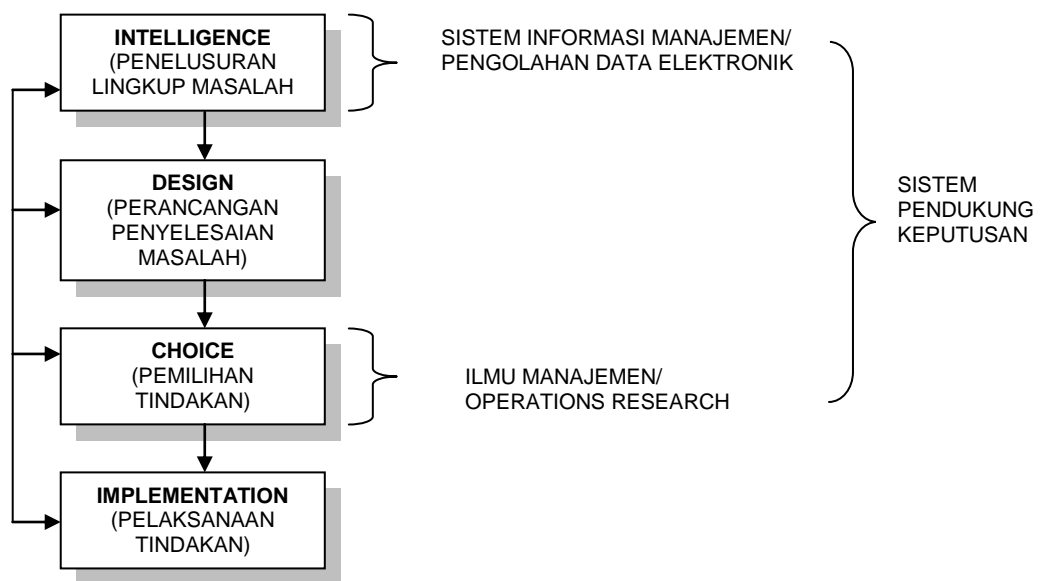 INTELLIGENCE
(PENELUSURAN
LINGKUP MASALAH
SISTEM INFORMASI MANAJEMEN/
PENGOLAHAN DATA ELEKTRONIK
DESIGN
(PERANCANGAN
PENYELESAIAN
MASALAH)
SISTEM
PENDUKUNG
KEPUTUSAN
CHOICE
(PEMILIHAN
TINDAKAN)
ILMU MANAJEMEN/
OPERATIONS RESEARCH
IMPLEMENTATION
(PELAKSANAAN
TINDAKAN)